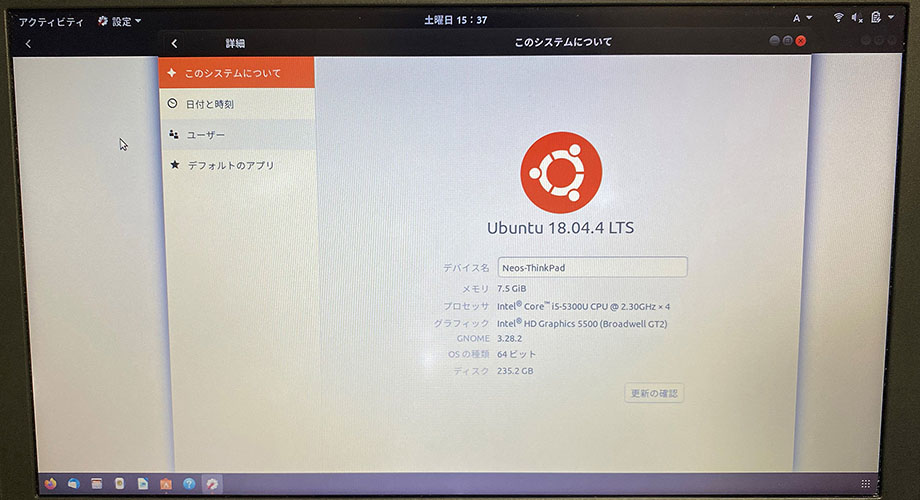 アクティビティ 設定 土曜日 15:37 A
詳細 このシステムについて
このシステムについて
日付と時刻
ユーザー
デフォルトのアプリ
Ubuntu 18.04.4 LTS
デバイス名 Neos-ThinkPad
メモリ 7.5 GiB
プロセッサ Intel® Core™ i5-5300U CPU @ 2.30GHz × 4
グラフィック Intel® HD Graphics 5500 (Broadwell GT2)
GNOME 3.28.2
OS の種類 64 ビット
ディスク 235.2 GB
更新の確認